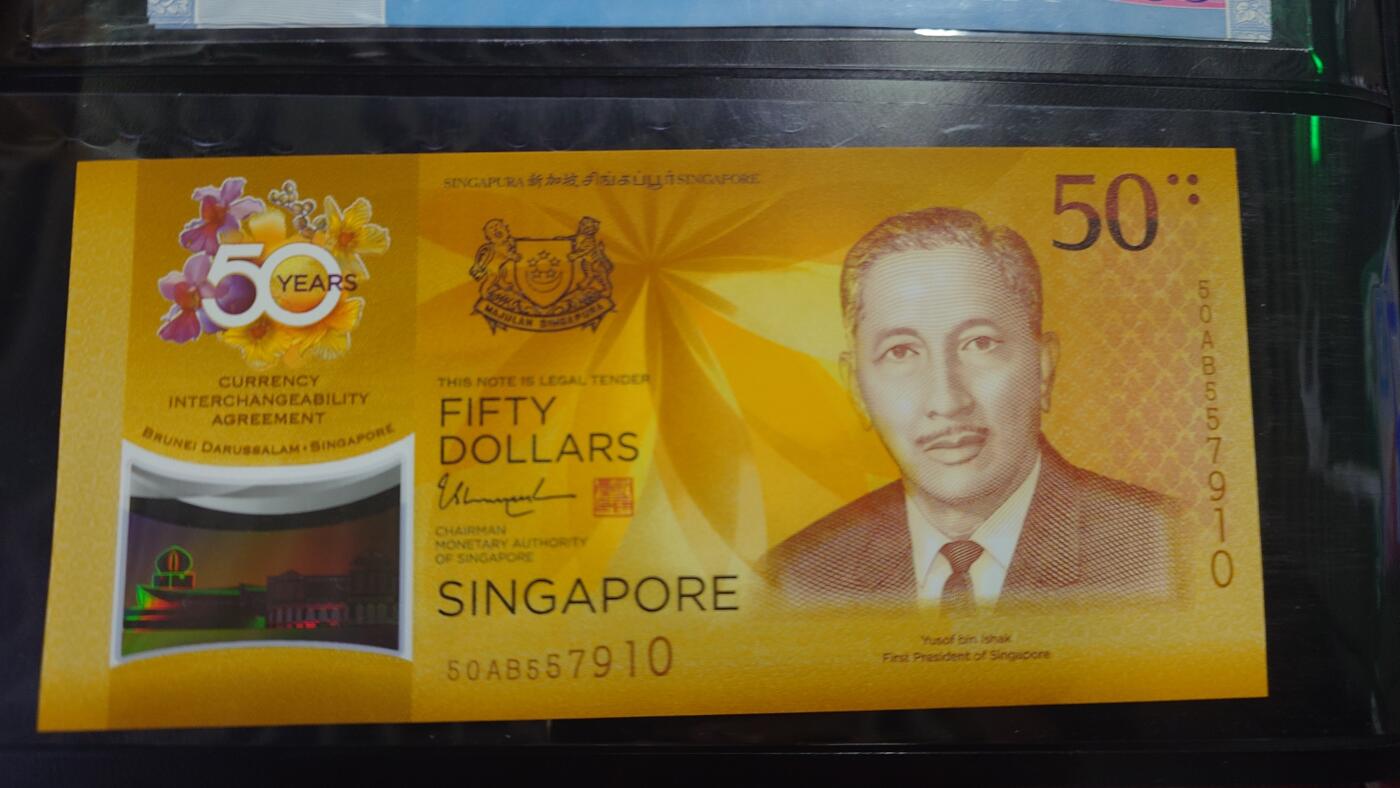 SINGAPURA 新加坡 சிங்கப்பூர் SINGAPORE
50
50 YEARS
CURRENCY
INTERCHANGEABILITY
AGREEMENT
BRUNEI DARUSSALAM • SINGAPORE
MAJULAH SINGAPURA
THIS NOTE IS LEGAL TENDER
FIFTY
DOLLARS
CHAIRMAN
MONETARY AUTHORITY
OF SINGAPORE
SINGAPORE
50AB557910
50AB557910
Yusof bin Ishak
First President of Singapore